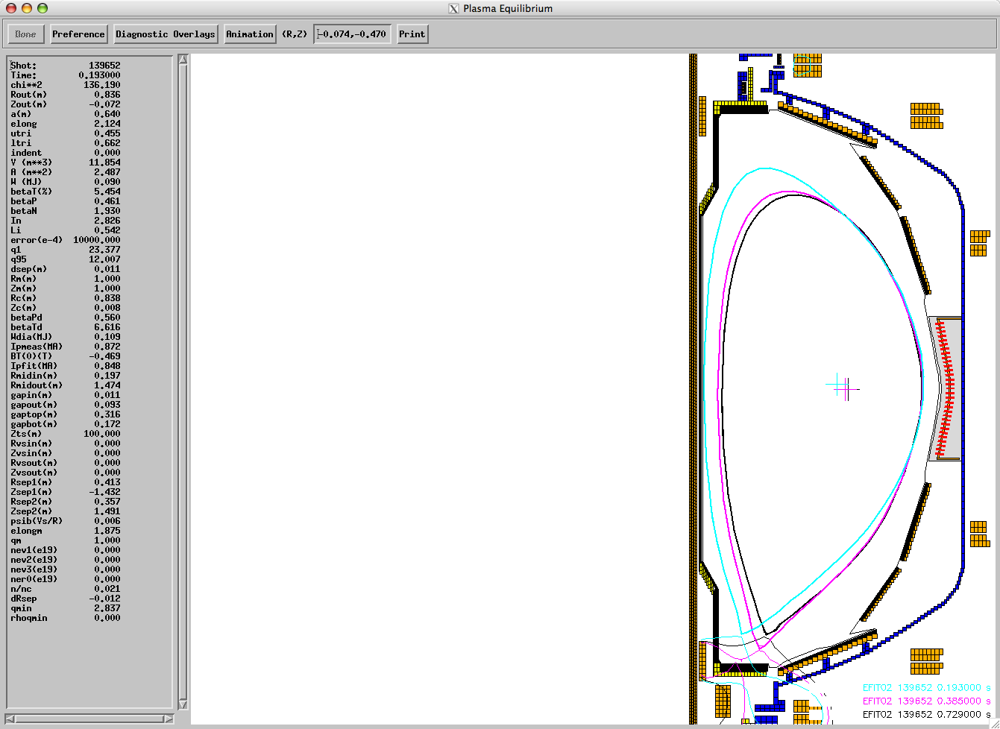 Plasma Equilibrium
Done Preference Diagnostic Overlays Animation (R,Z) -0.074,-0.470 Print
Shot: 139652
Time: 0.193000
chi**2 136.190
Rout(m) 0.836
Zout(m) -0.072
a(m) 0.640
elong 2.124
utri 0.455
ltri 0.662
indent 0.000
V (m**3) 11.854
A (m**2) 2.487
W (MJ) 0.090
betaT(%) 5.454
betaP 0.461
betaN 1.930
In 2.826
Li 0.542
error(e-4) 10000.000
q1 23.377
q95 12.007
dsep(m) 0.011
Rm(m) 1.000
Zm(m) 1.000
Rc(m) 0.838
Zc(m) 0.008
betaPd 0.560
betaTd 6.616
Wdia(MJ) 0.109
Ipmeas(MA) 0.872
BT(0)(T) -0.469
Ipfit(MA) 0.848
Rmidin(m) 0.197
Rmidout(m) 1.474
gapin(m) 0.011
gapout(m) 0.093
gaptop(m) 0.316
gapbot(m) 0.172
Zts(m) 100.000
Rvsin(m) 0.000
Zvsin(m) 0.000
Rvsout(m) 0.000
Zvsout(m) 0.000
Rsep1(m) 0.413
Zsep1(m) -1.432
Rsep2(m) 0.357
Zsep2(m) 1.491
psib(Vs/R) 0.006
elongm 1.875
qm 1.000
nev1(e19) 0.000
nev2(e19) 0.000
nev3(e19) 0.000
ner0(e19) 0.000
n/nc 0.021
dRsep -0.012
qmin 2.837
rhoqmin 0.000
EFIT02 139652 0.193000 s
EFIT02 139652 0.385000 s
EFIT02 139652 0.729000 s